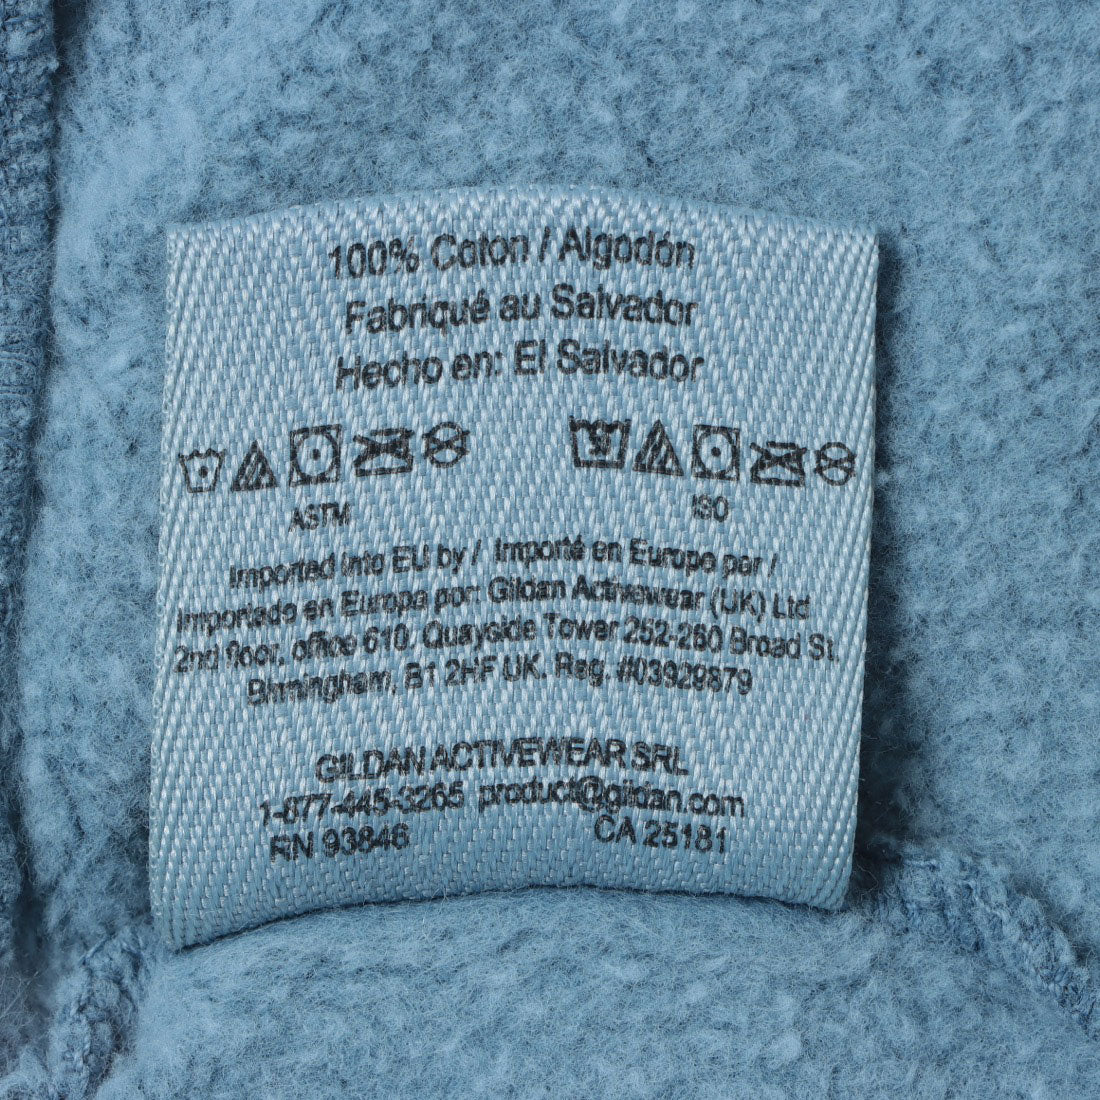 100% Coton / Algodón
Fabriqué au Salvador
Hecho en: El Salvador
ASTM ISO
Imported into EU by / Importé en Europe par /
Importado en Europa por: Gildan Activewear (UK) Ltd
2nd floor, office 610, Quayside Tower 252-260 Broad St.
Birmingham, B1 2HF UK. Reg. #03929879
GILDAN ACTIVEWEAR SRL
1-877-445-3265 product@gildan.com
RN 93846 CA 25181